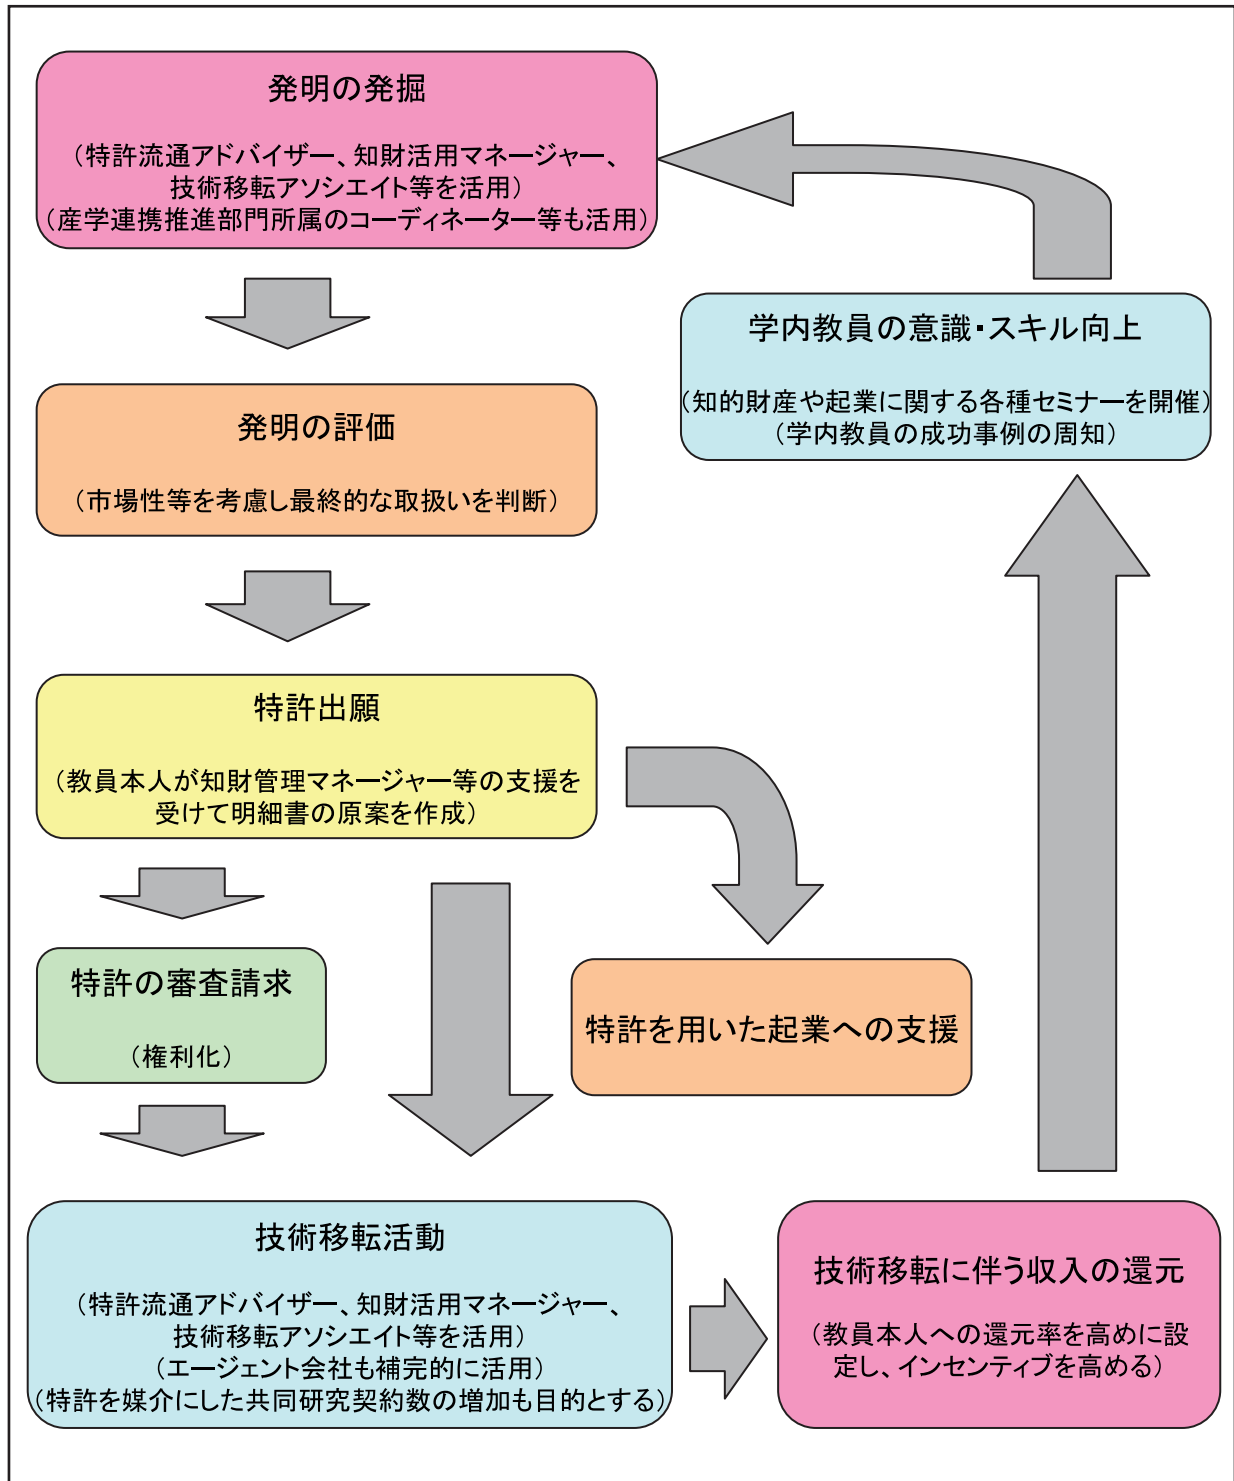 発明の発掘
（特許流通アドバイザー、知財活用マネージャー、
技術移転アソシエイト等を活用）
（産学連携推進部門所属のコーディネーター等も活用）
学内教員の意識・スキル向上
（知的財産や起業に関する各種セミナーを開催）
（学内教員の成功事例の周知）
発明の評価
（市場性等を考慮し最終的な取扱いを判断）
特許出願
（教員本人が知財管理マネージャー等の支援を
受けて明細書の原案を作成）
特許の審査請求
（権利化）
特許を用いた起業への支援
技術移転活動
（特許流通アドバイザー、知財活用マネージャー、
技術移転アソシエイト等を活用）
（エージェント会社も補完的に活用）
（特許を媒介にした共同研究契約数の増加も目的とする）
技術移転に伴う収入の還元
（教員本人への還元率を高めに設
定し、インセンティブを高める）